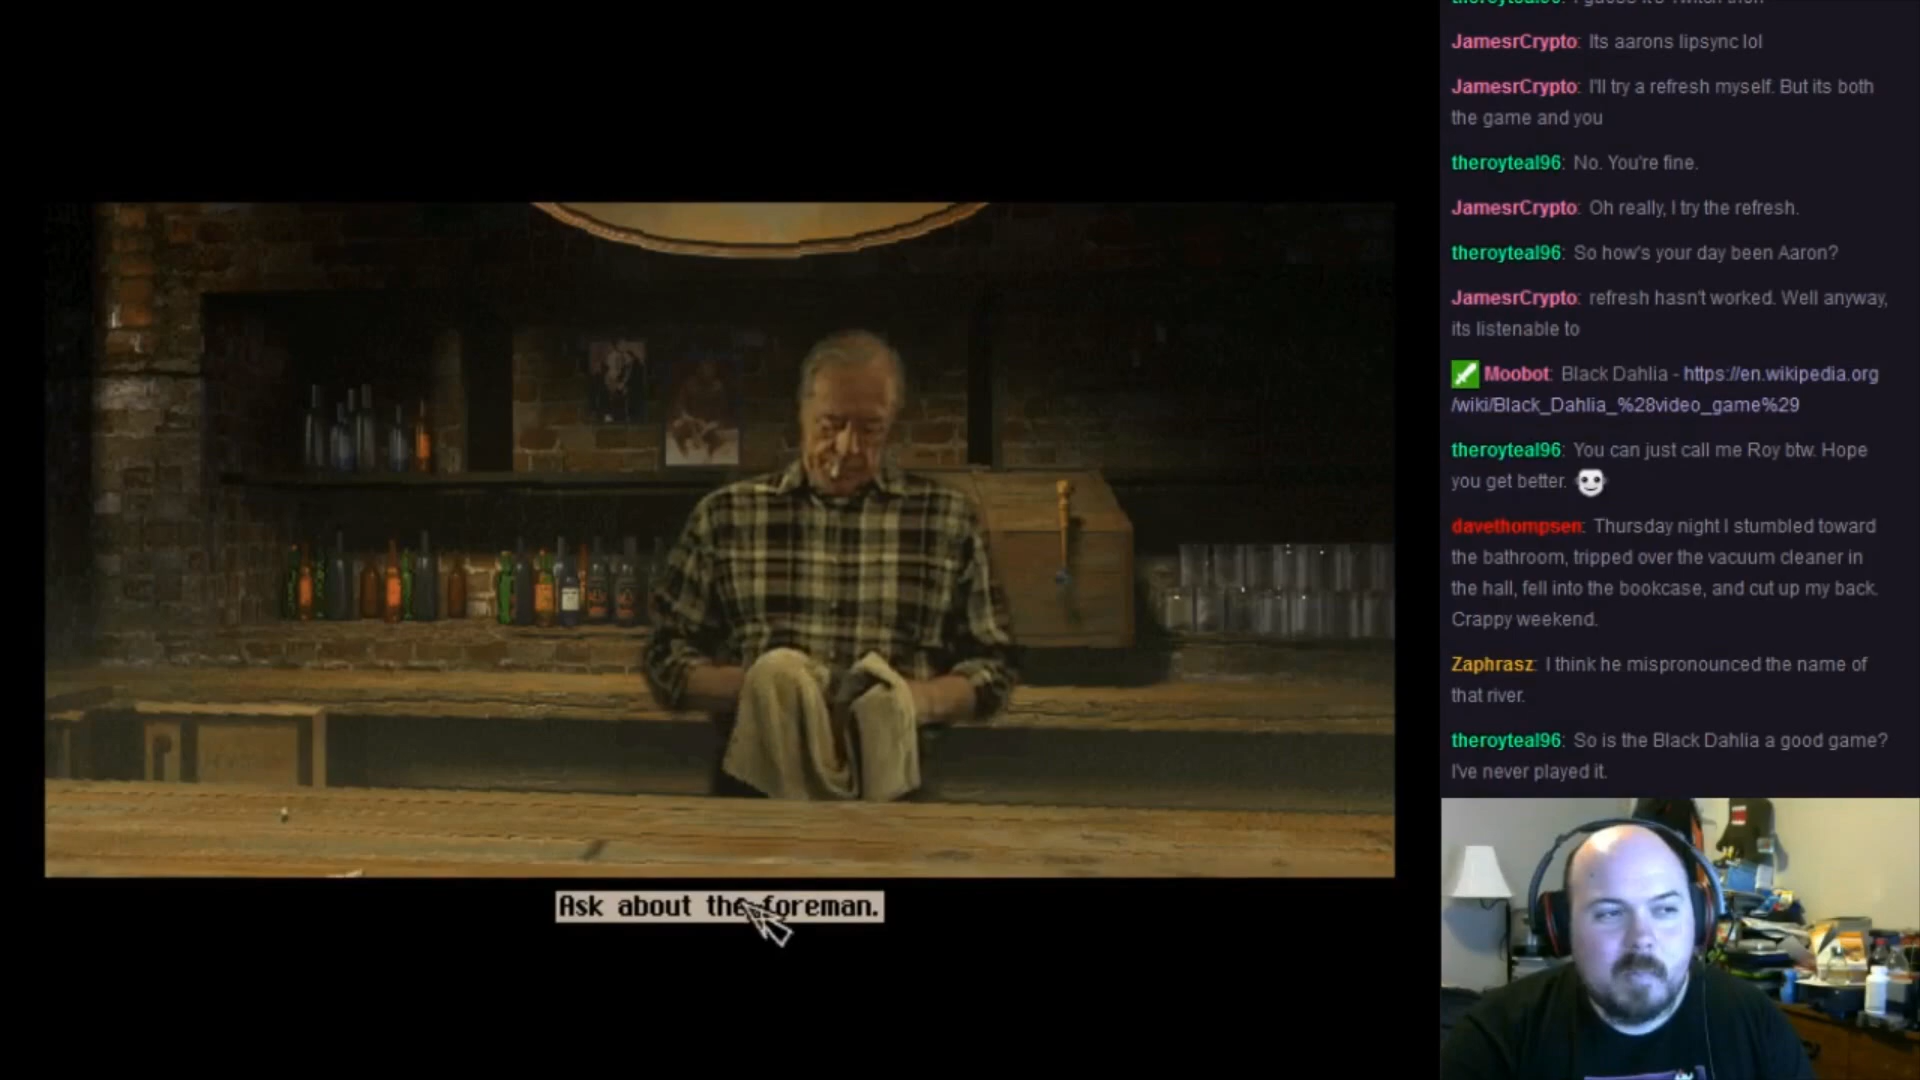 Ask about the foreman.
JamesrCrypto: Its aarons lipsync lol
JamesrCrypto: I'll try a refresh myself. But its both
the game and you
theroyteal96: No. You're fine.
JamesrCrypto: Oh really, I try the refresh.
theroyteal96: So how's your day been Aaron?
JamesrCrypto: refresh hasn't worked. Well anyway,
its listenable to
Moobot: Black Dahlia - https://en.wikipedia.org
/wiki/Black_Dahlia_%28video_game%29
theroyteal96: You can just call me Roy btw. Hope
you get better.
davethompsen: Thursday night I stumbled toward
the bathroom, tripped over the vacuum cleaner in
the hall, fell into the bookcase, and cut up my back.
Crappy weekend.
Zaphrasz: I think he mispronounced the name of
that river.
theroyteal96: So is the Black Dahlia a good game?
I've never played it.